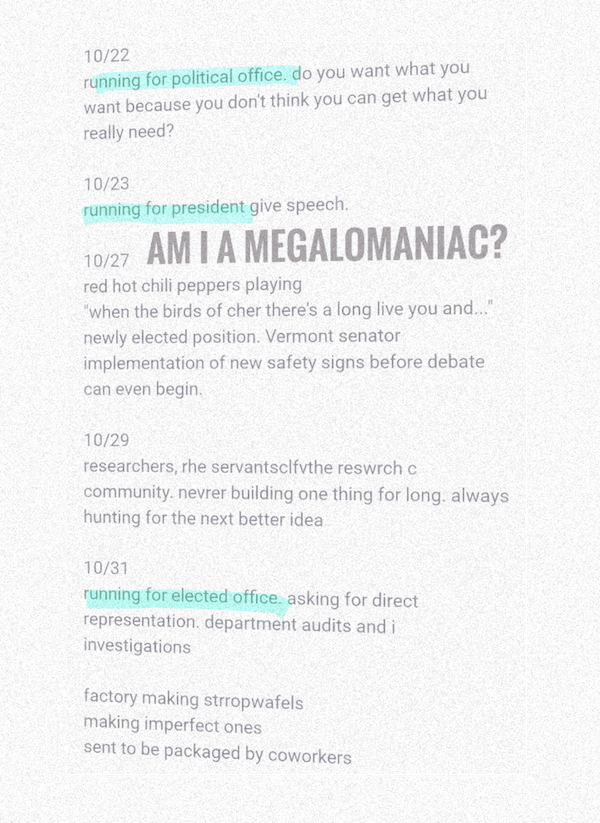 10/22
running for political office. do you want what you
want because you don't think you can get what you
really need?
10/23
running for president give speech.
AM I A MEGALOMANIAC?
10/27
red hot chili peppers playing
"when the birds of cher there's a long live you and..."
newly elected position. Vermont senator
implementation of new safety signs before debate
can even begin.
10/29
researchers, rhe servantsclfvthe reswrch c
community. nevrer building one thing for long. always
hunting for the next better idea
10/31
running for elected office. asking for direct
representation. department audits and i
investigations
factory making strropwafels
making imperfect ones
sent to be packaged by coworkers